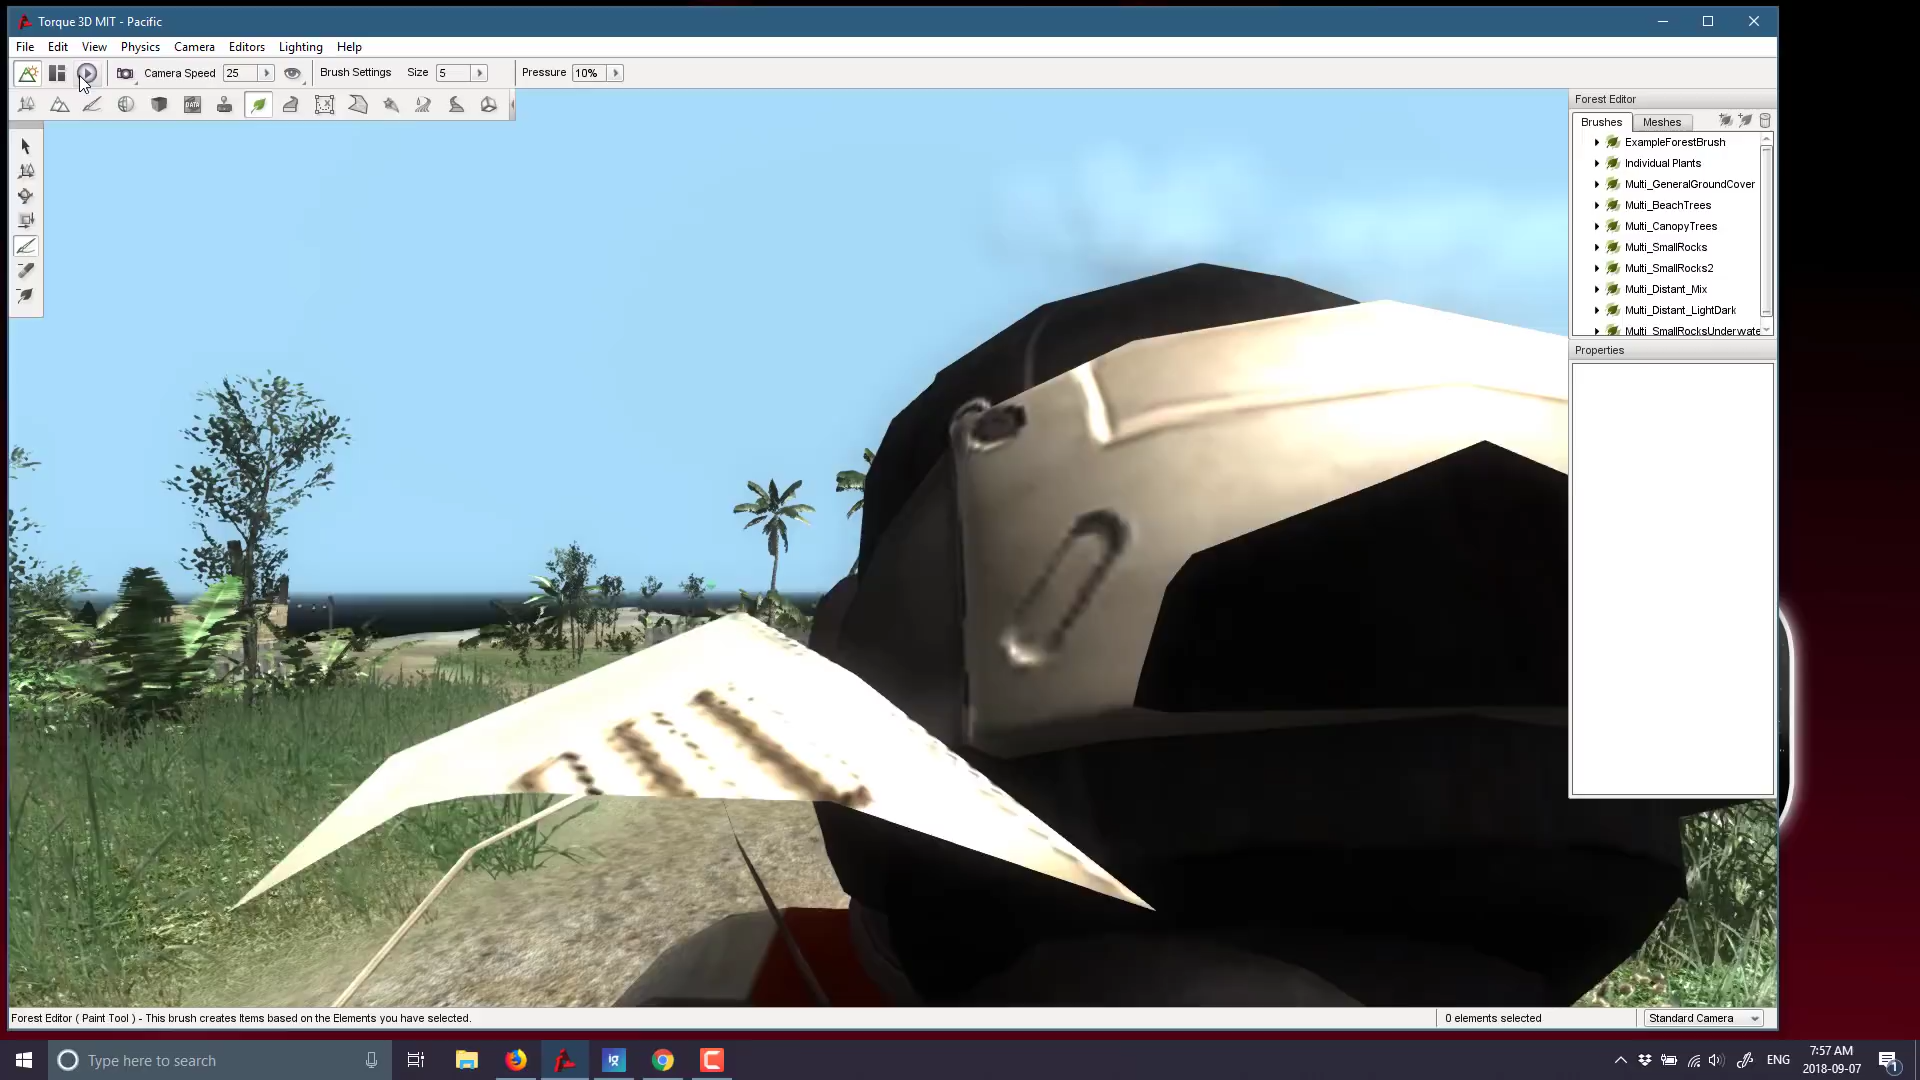 Torque 3D MIT - Pacific
File Edit View Physics Camera Editors Lighting Help
Camera Speed 25 Brush Settings Size 5 Pressure 10%
DATA
Forest Editor
Brushes Meshes
ExampleForestBrush
Individual Plants
Multi_GeneralGroundCover
Multi_BeachTrees
Multi_CanopyTrees
Multi_SmallRocks
Multi_SmallRocks2
Multi_Distant_Mix
Multi_Distant_LightDark
Multi_SmallRocksUnderwate
Properties
Forest Editor ( Paint Tool ) - This brush creates Items based on the Elements you have selected.
0 elements selected
Standard Camera
Type here to search
ig
ENG
7:57 AM
2018-09-07
1